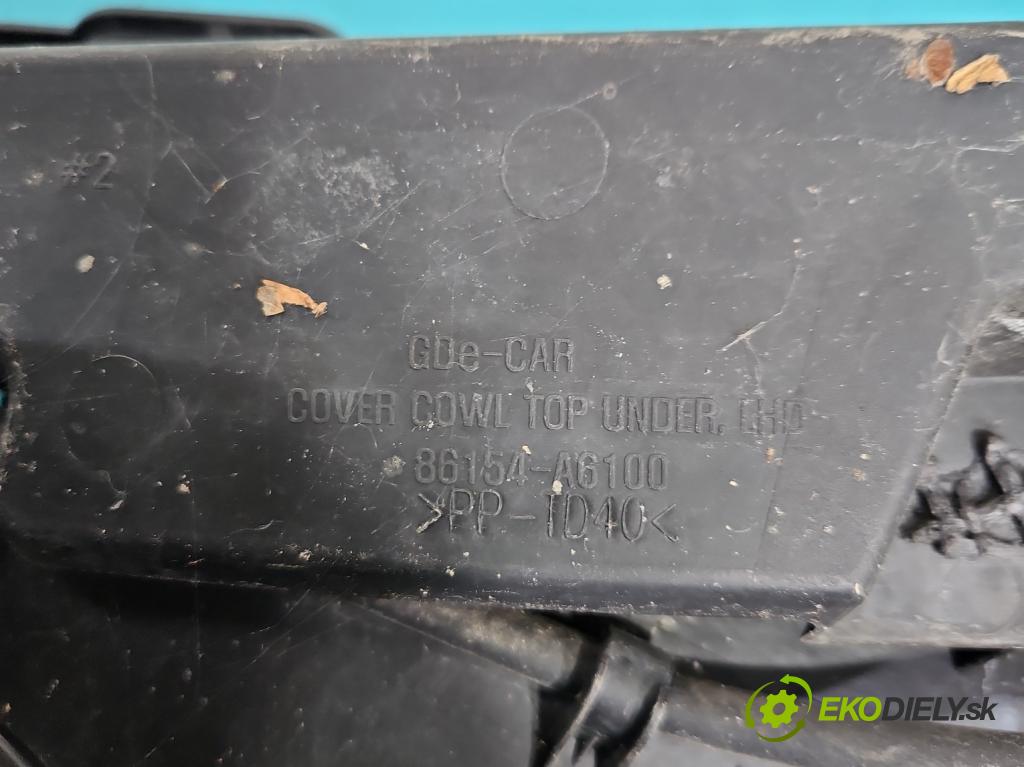 #2
GDe-CAR
COVER COWL TOP UNDER. LHD
86154-A6100
>PP-TD40<
EKODIELY.sk